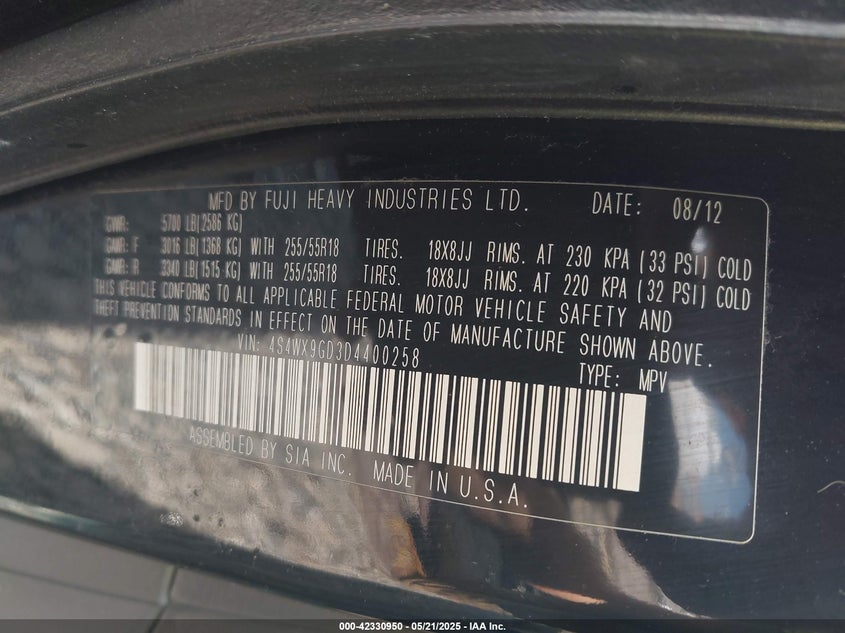 MFD BY FUJI HEAVY INDUSTRIES LTD. DATE: 08/12
GVWR: 5700 LB(2586 KG)
GAWR: F 3016 LB(1368 KG) WITH 255/55R18 TIRES. 18X8JJ RIMS. AT 230 KPA (33 PSI) COLD
GAWR: R 3340 LB(1515 KG) WITH 255/55R18 TIRES. 18X8JJ RIMS. AT 220 KPA (32 PSI) COLD
THIS VEHICLE CONFORMS TO ALL APPLICABLE FEDERAL MOTOR VEHICLE SAFETY AND
THEFT PREVENTION STANDARDS IN EFFECT ON THE DATE OF MANUFACTURE SHOWN ABOVE.
VIN: 4S4WX9GD3D4400258 TYPE: MPV
ASSEMBLED BY SIA INC. MADE IN U.S.A.
000-42330950 - 05/21/2025 - IAA Inc.